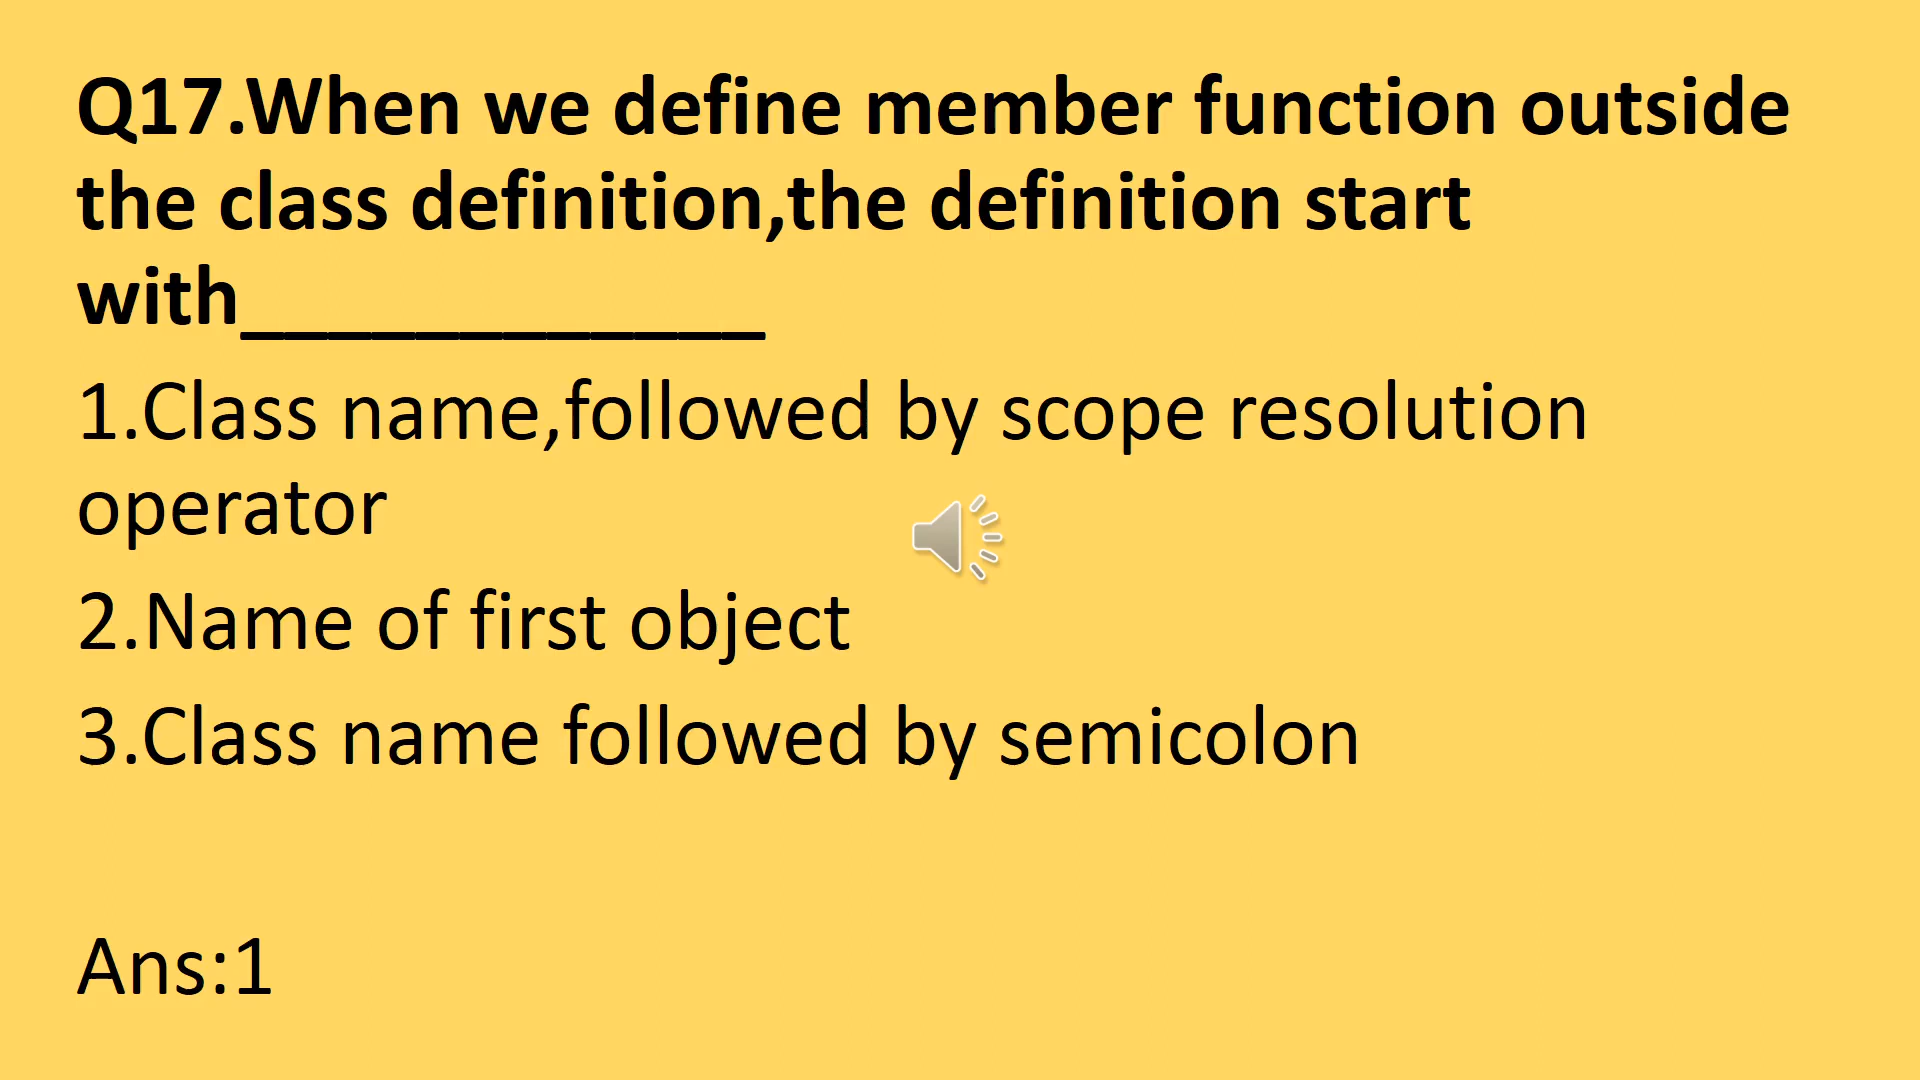 Q17.When we define member function outside
the class definition,the definition start
with____________
1.Class name,followed by scope resolution
operator
2.Name of first object
3.Class name followed by semicolon
Ans:1